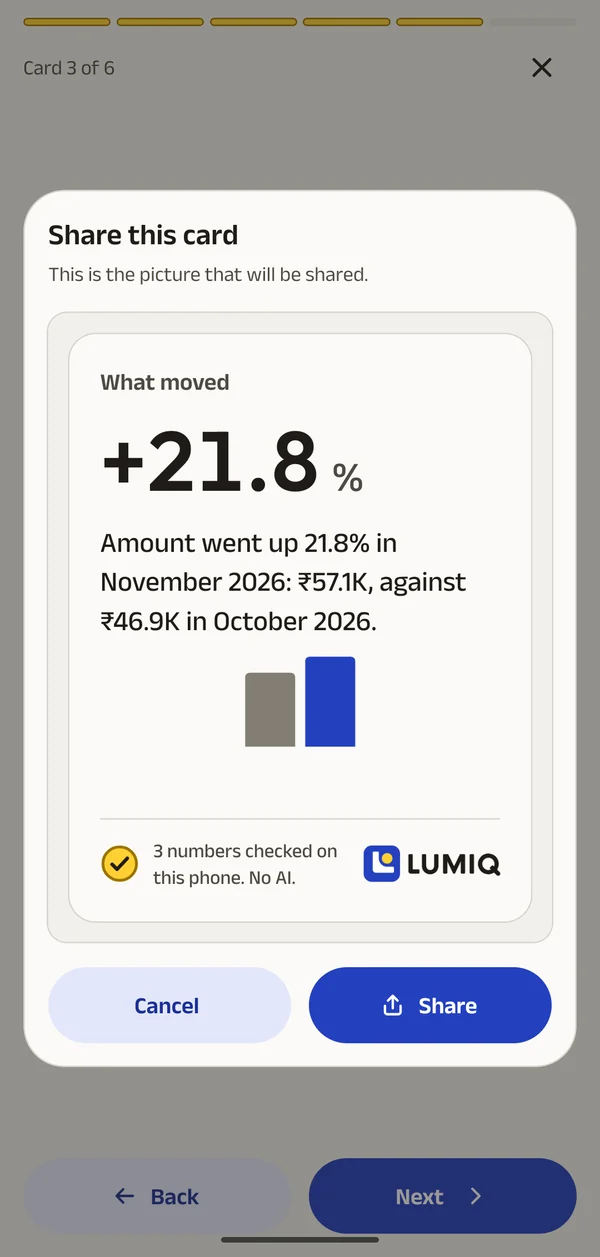 Card 3 of 6
Share this card
This is the picture that will be shared.
What moved
+21.8 %
Amount went up 21.8% in
November 2026: ₹57.1K, against
₹46.9K in October 2026.
3 numbers checked on
this phone. No AI.
LUMIQ
Cancel
Share
Back
Next